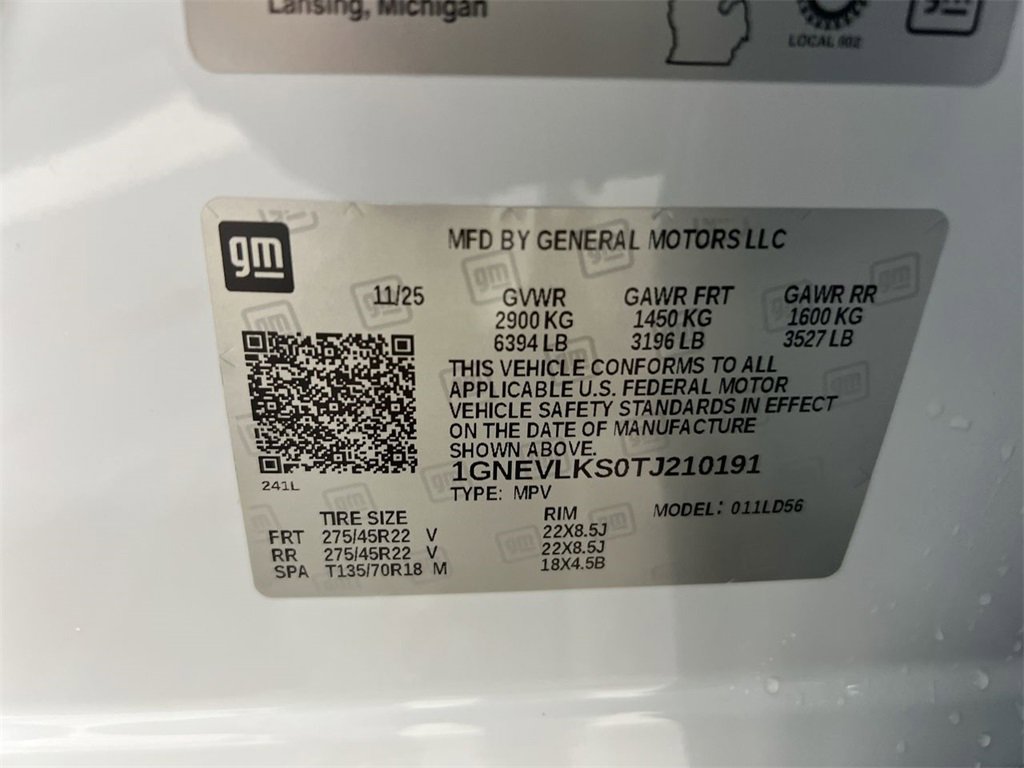 Lansing, Michigan
LOCAL 602
gm
gm
MFD BY GENERAL MOTORS LLC
11/25 GVWR GAWR FRT GAWR RR
2900 KG 1450 KG 1600 KG
6394 LB 3196 LB 3527 LB
THIS VEHICLE CONFORMS TO ALL
APPLICABLE U.S. FEDERAL MOTOR
VEHICLE SAFETY STANDARDS IN EFFECT
ON THE DATE OF MANUFACTURE
SHOWN ABOVE.
1GNEVLKS0TJ210191
241L
TYPE: MPV
MODEL: 011LD56
TIRE SIZE RIM
FRT 275/45R22 V 22X8.5J
RR 275/45R22 V 22X8.5J
SPA T135/70R18 M 18X4.5B